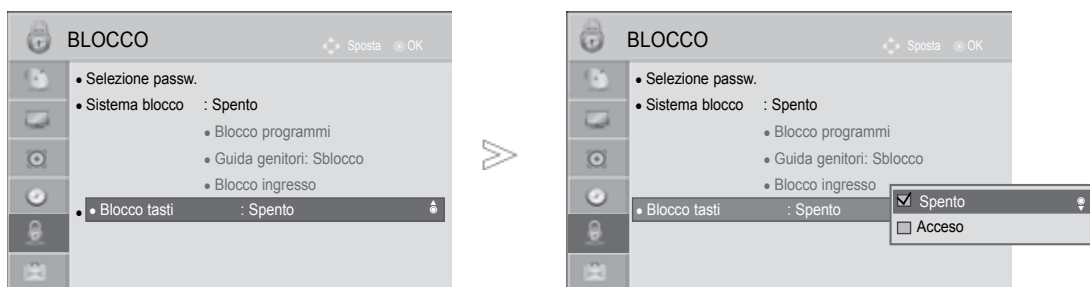 BLOCCO
Sposta OK
• Selezione passw.
• Sistema blocco : Spento
• Blocco programmi
• Guida genitori: Sblocco
• Blocco ingresso
• • Blocco tasti : Spento
BLOCCO
Sposta OK
• Selezione passw.
• Sistema blocco : Spento
• Blocco programmi
• Guida genitori: Sblocco
• Blocco ingresso
• Blocco tasti : Spento
Spento
Acceso